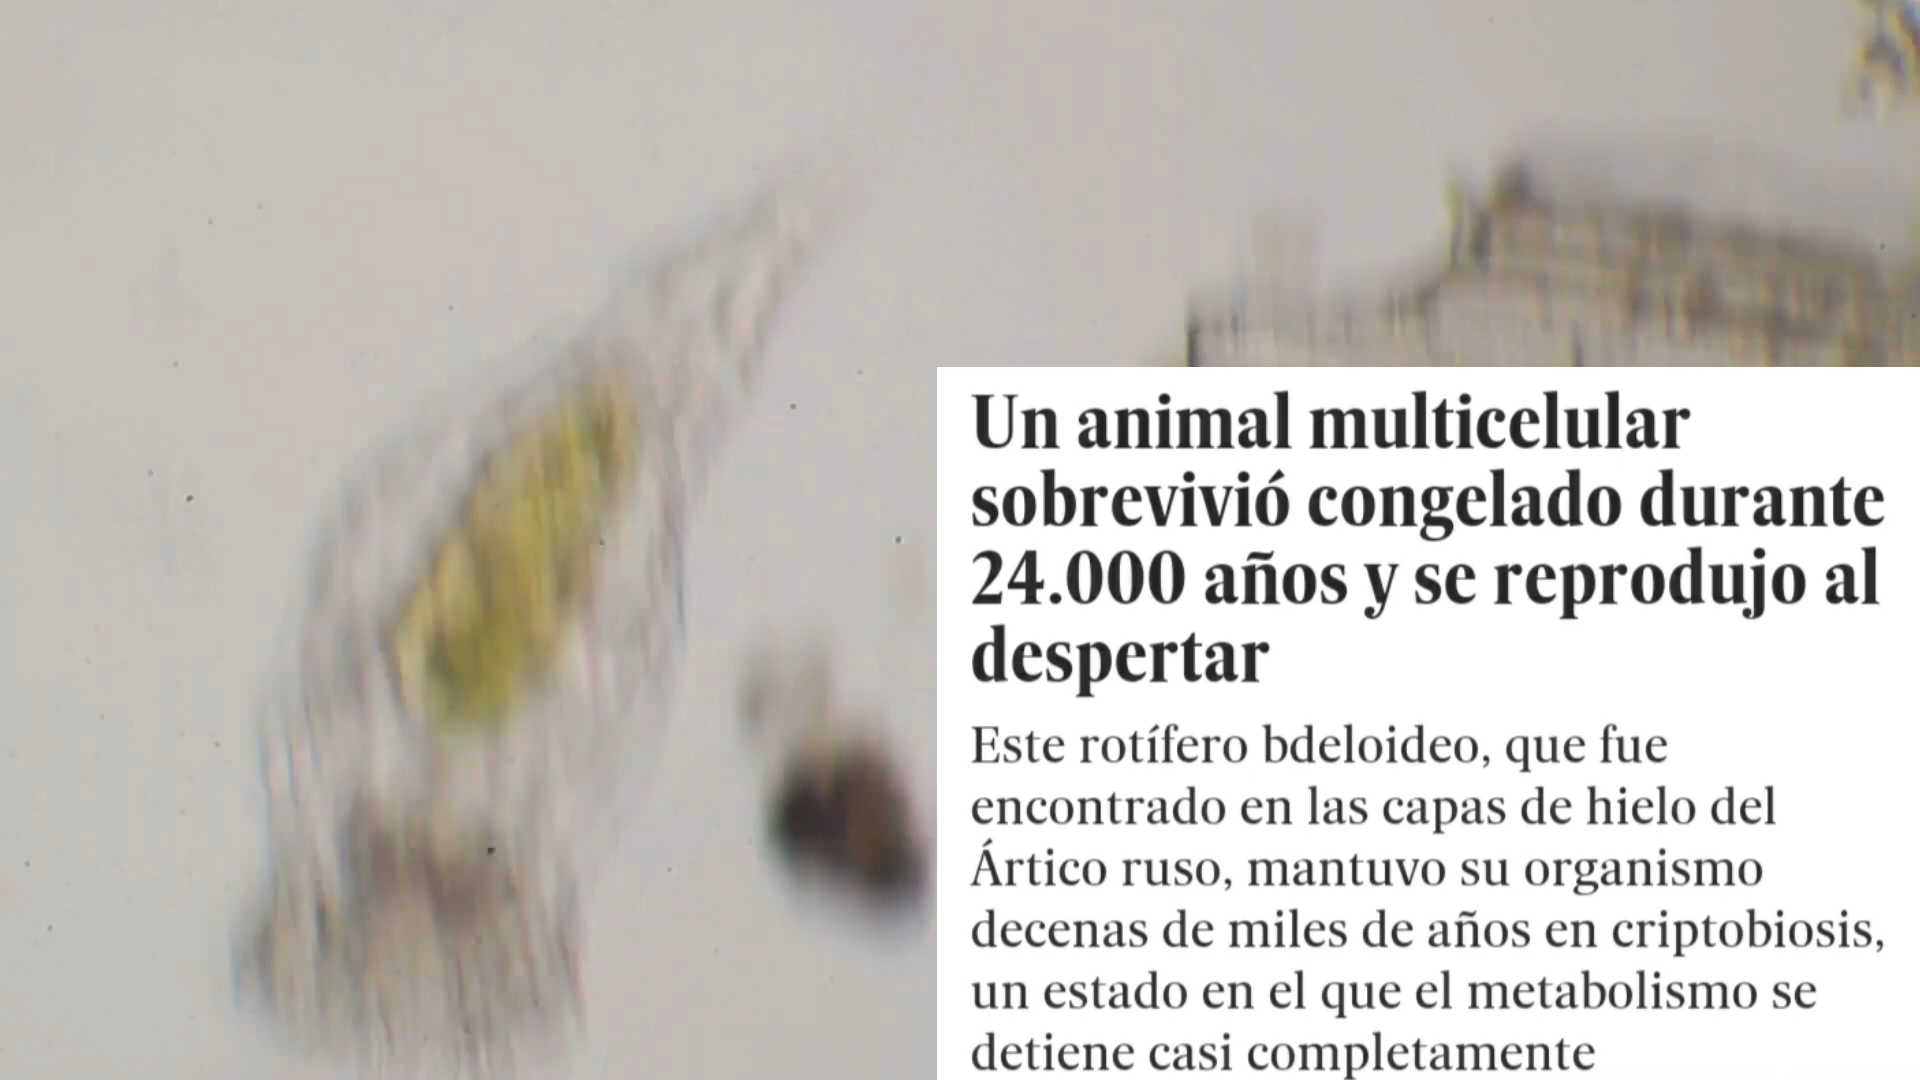 Un animal multicelular
sobrevivió congelado durante
24.000 años y se reprodujo al
despertar
Este rotífero bdeloideo, que fue
encontrado en las capas de hielo del
Ártico ruso, mantuvo su organismo
decenas de miles de años en criptobiosis,
un estado en el que el metabolismo se
detiene casi completamente